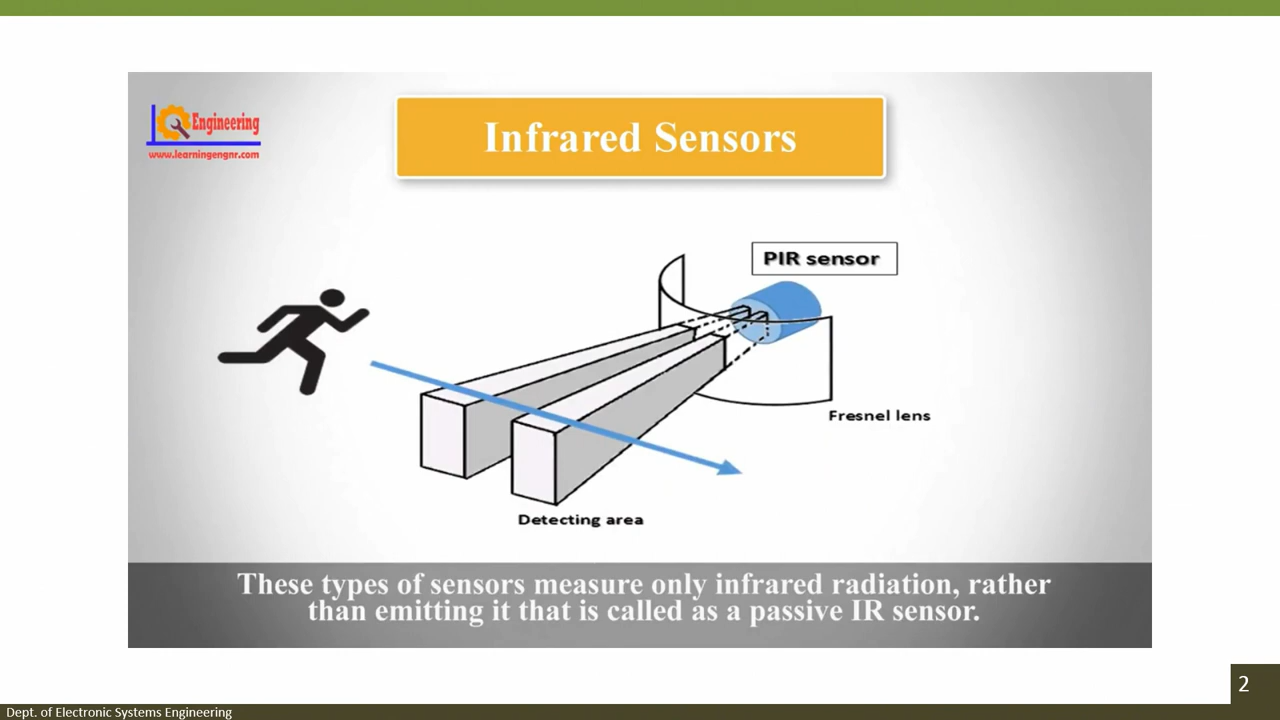 Engineering
www.learningengnr.com
Infrared Sensors
PIR sensor
Fresnel lens
Detecting area
These types of sensors measure only infrared radiation, rather
than emitting it that is called as a passive IR sensor.
2
Dept. of Electronic Systems Engineering